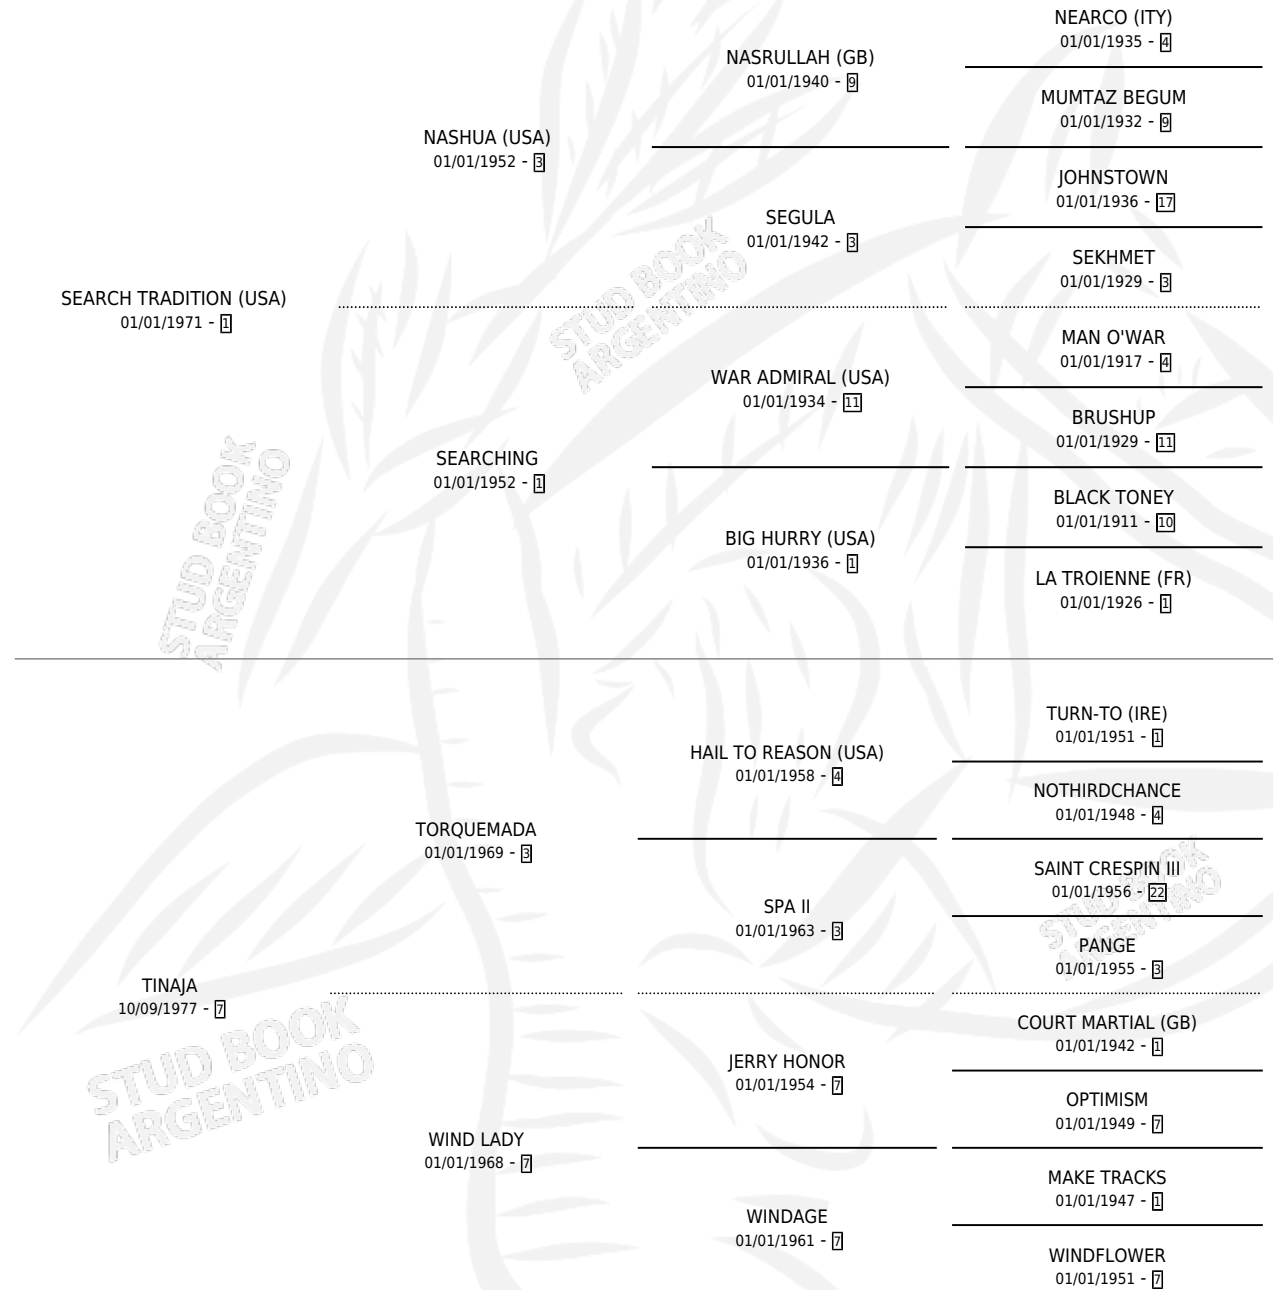 NEARCO (ITY)
01/01/1935 - 4
NASRULLAH (GB)
01/01/1940 - 9
MUMTAZ BEGUM
01/01/1932 - 9
NASHUA (USA)
01/01/1952 - 3
JOHNSTOWN
01/01/1936 - 17
SEGULA
01/01/1942 - 3
SEKHMET
01/01/1929 - 3
SEARCH TRADITION (USA)
01/01/1971 - 1
MAN O'WAR
01/01/1917 - 4
WAR ADMIRAL (USA)
01/01/1934 - 11
BRUSHUP
01/01/1929 - 11
SEARCHING
01/01/1952 - 1
BLACK TONEY
01/01/1911 - 10
BIG HURRY (USA)
01/01/1936 - 1
LA TROIENNE (FR)
01/01/1926 - 1
TURN-TO (IRE)
01/01/1951 - 1
HAIL TO REASON (USA)
01/01/1958 - 4
NOTHIRDCHANCE
01/01/1948 - 4
TORQUEMADA
01/01/1969 - 3
SAINT CRESPIN III
01/01/1956 - 22
SPA II
01/01/1963 - 3
PANGE
01/01/1955 - 3
TINAJA
10/09/1977 - 7
COURT MARTIAL (GB)
01/01/1942 - 1
JERRY HONOR
01/01/1954 - 7
OPTIMISM
01/01/1949 - 7
WIND LADY
01/01/1968 - 7
MAKE TRACKS
01/01/1947 - 1
WINDAGE
01/01/1961 - 7
WINDFLOWER
01/01/1951 - 7
STUD BOOK
ARGENTINO
STUD BOOK
ARGENTINO
STUD BOOK
ARGENTINO
STUD BOOK
ARGENTINO